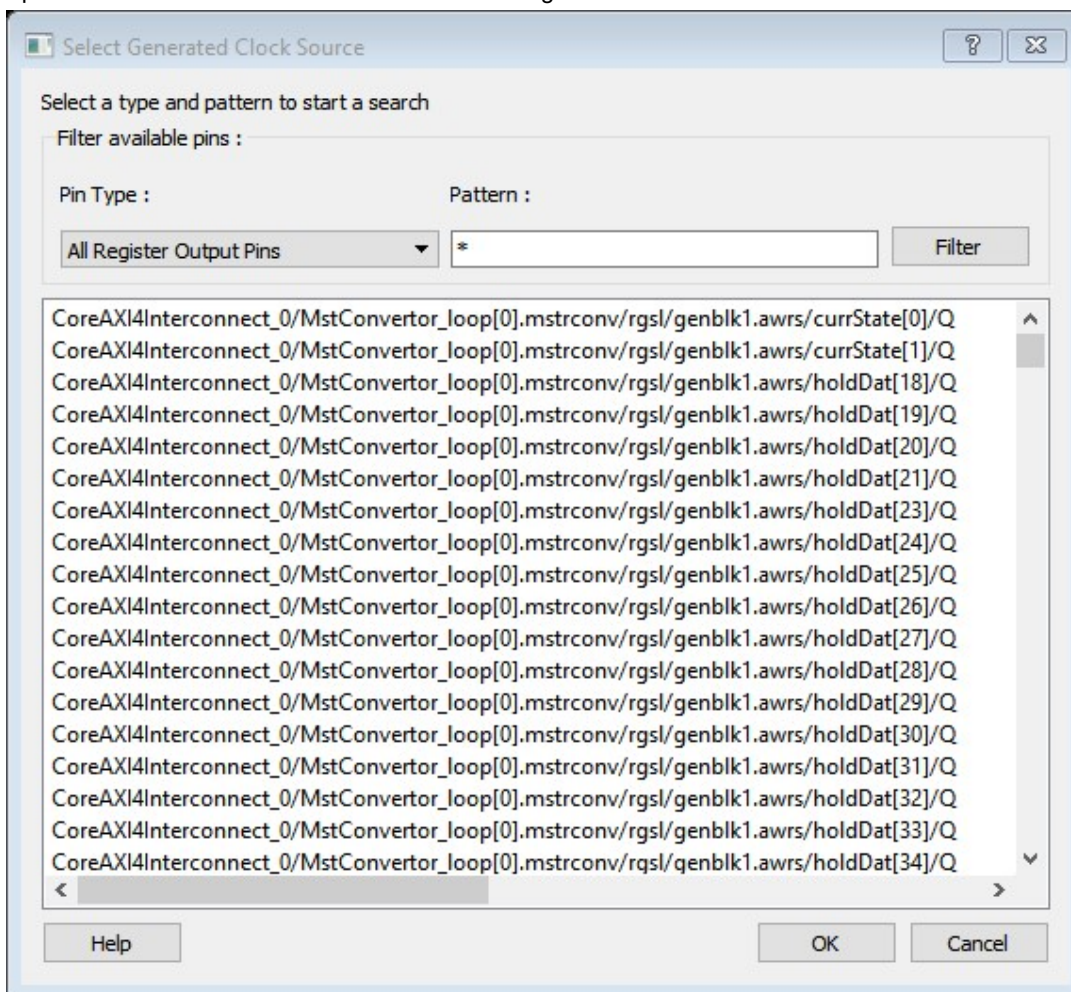 Select Generated Clock Source
Select a type and pattern to start a search
Filter available pins :
Pin Type : Pattern :
All Register Output Pins * Filter
CoreAXI4Interconnect_0/MstConvertor_loop[0].mstrconv/rgsl/genblk1.awrs/currState[0]/Q
CoreAXI4Interconnect_0/MstConvertor_loop[0].mstrconv/rgsl/genblk1.awrs/currState[1]/Q
CoreAXI4Interconnect_0/MstConvertor_loop[0].mstrconv/rgsl/genblk1.awrs/holdDat[18]/Q
CoreAXI4Interconnect_0/MstConvertor_loop[0].mstrconv/rgsl/genblk1.awrs/holdDat[19]/Q
CoreAXI4Interconnect_0/MstConvertor_loop[0].mstrconv/rgsl/genblk1.awrs/holdDat[20]/Q
CoreAXI4Interconnect_0/MstConvertor_loop[0].mstrconv/rgsl/genblk1.awrs/holdDat[21]/Q
CoreAXI4Interconnect_0/MstConvertor_loop[0].mstrconv/rgsl/genblk1.awrs/holdDat[23]/Q
CoreAXI4Interconnect_0/MstConvertor_loop[0].mstrconv/rgsl/genblk1.awrs/holdDat[24]/Q
CoreAXI4Interconnect_0/MstConvertor_loop[0].mstrconv/rgsl/genblk1.awrs/holdDat[25]/Q
CoreAXI4Interconnect_0/MstConvertor_loop[0].mstrconv/rgsl/genblk1.awrs/holdDat[26]/Q
CoreAXI4Interconnect_0/MstConvertor_loop[0].mstrconv/rgsl/genblk1.awrs/holdDat[27]/Q
CoreAXI4Interconnect_0/MstConvertor_loop[0].mstrconv/rgsl/genblk1.awrs/holdDat[28]/Q
CoreAXI4Interconnect_0/MstConvertor_loop[0].mstrconv/rgsl/genblk1.awrs/holdDat[29]/Q
CoreAXI4Interconnect_0/MstConvertor_loop[0].mstrconv/rgsl/genblk1.awrs/holdDat[30]/Q
CoreAXI4Interconnect_0/MstConvertor_loop[0].mstrconv/rgsl/genblk1.awrs/holdDat[31]/Q
CoreAXI4Interconnect_0/MstConvertor_loop[0].mstrconv/rgsl/genblk1.awrs/holdDat[32]/Q
CoreAXI4Interconnect_0/MstConvertor_loop[0].mstrconv/rgsl/genblk1.awrs/holdDat[33]/Q
CoreAXI4Interconnect_0/MstConvertor_loop[0].mstrconv/rgsl/genblk1.awrs/holdDat[34]/Q
Help OK Cancel